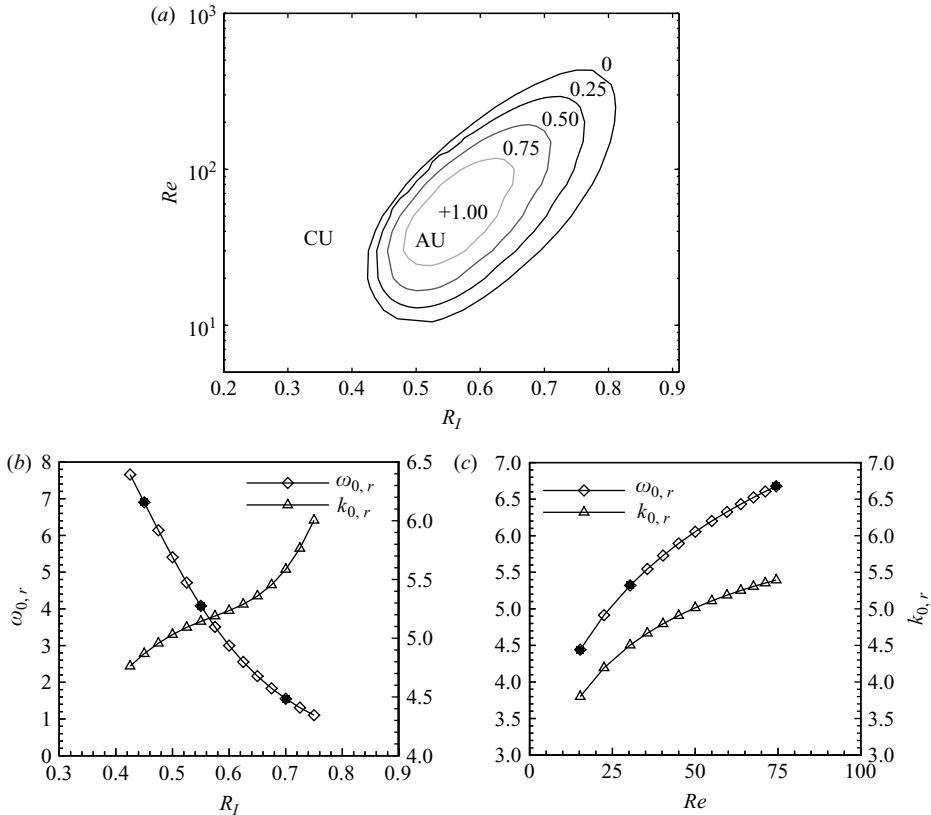 (a)
10^3
10^2
10^1
Re
0
0.25
0.50
0.75
+1.00
CU
AU
0.2 0.3 0.4 0.5 0.6 0.7 0.8 0.9
R_I
(b)
8
7
6
5
4
3
2
1
0
ω_{0, r}
ω_{0, r}
k_{0, r}
6.5
6.0
5.5
5.0
4.5
4.0
0.3 0.4 0.5 0.6 0.7 0.8 0.9
R_I
(c)
7.0
6.5
6.0
5.5
5.0
4.5
4.0
3.5
3.0
ω_{0, r}
k_{0, r}
7.0
6.5
6.0
5.5
5.0
4.5
4.0
3.5
3.0
k_{0, r}
0 25 50 75 100
Re